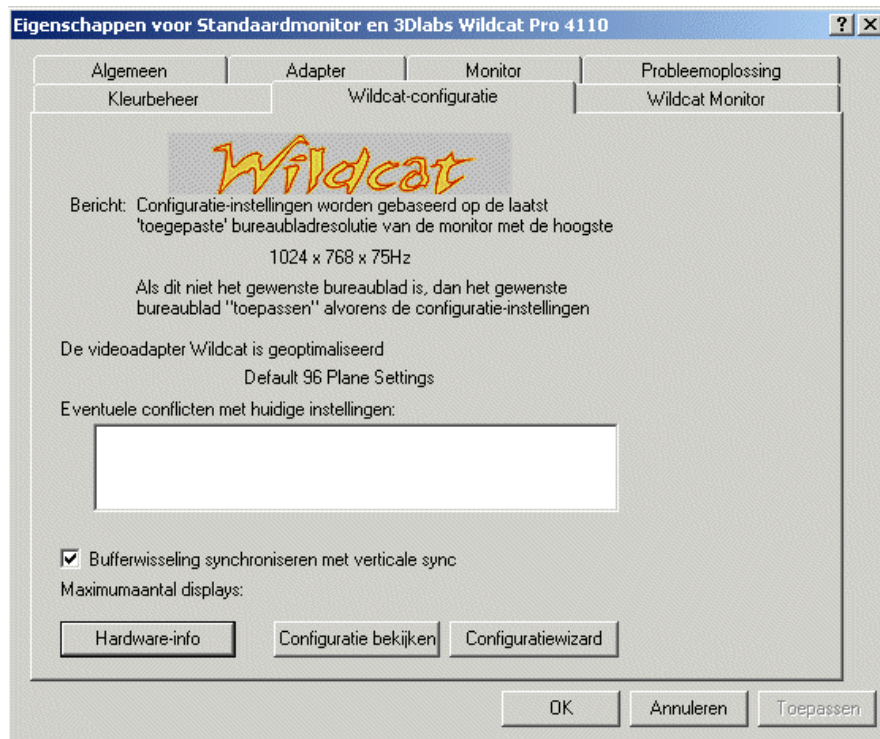 Eigenschappen voor Standaardmonitor en 3Dlabs Wildcat Pro 4110
Algemeen
Adapter
Monitor
Probleemoplossing
Kleurbeheer
Wildcat-configuratie
Wildcat Monitor
Wildcat
Bericht: Configuratie-instellingen worden gebaseerd op de laatst
'toegepaste' bureaubladresolutie van de monitor met de hoogste
1024 x 768 x 75Hz
Als dit niet het gewenste bureaublad is, dan het gewenste
bureaublad "toepassen" alvorens de configuratie-instellingen
De videoadapter Wildcat is geoptimaliseerd
Default 96 Plane Settings
Eventuele conflicten met huidige instellingen:
Bufferwisseling synchroniseren met verticale sync
Maximumaantal displays:
Hardware-info
Configuratie bekijken
Configuratiewizard
OK
Annuleren
Toepassen